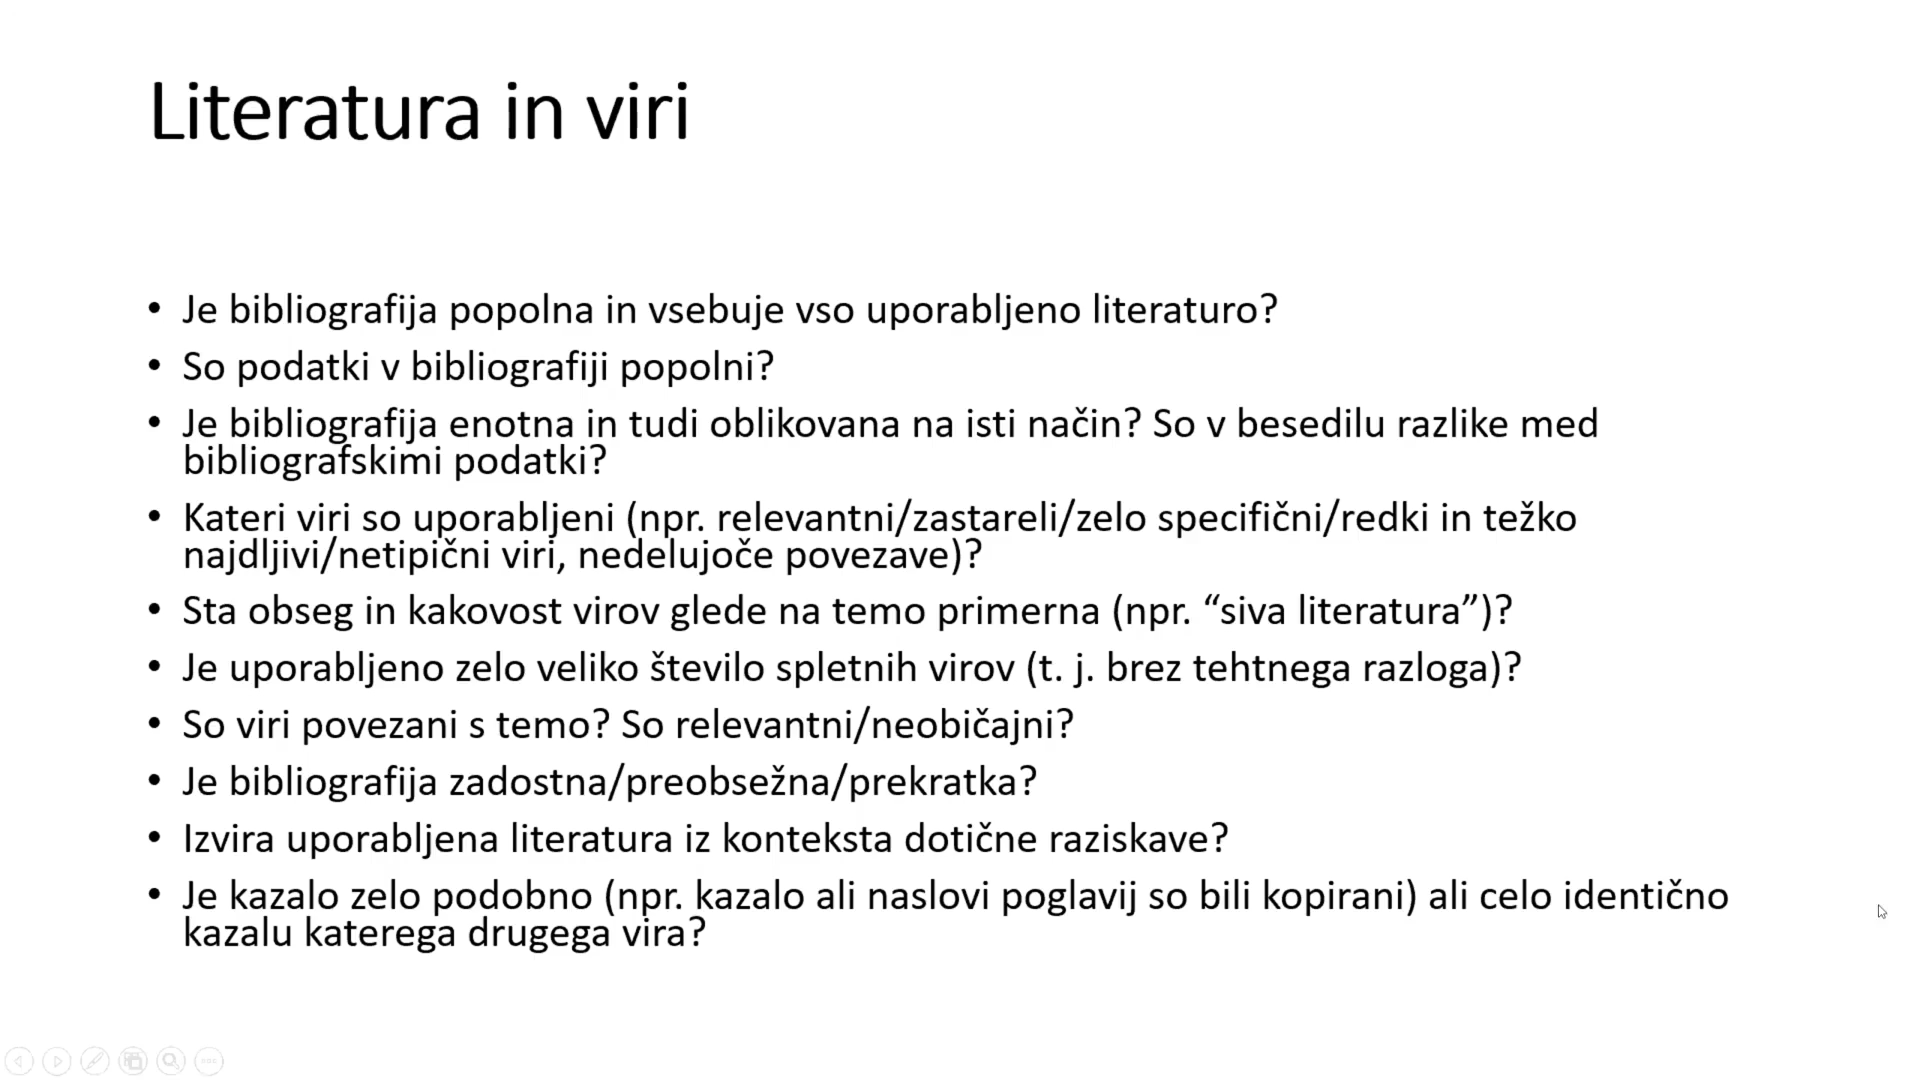 Literatura in viri
• Je bibliografija popolna in vsebuje vso uporabljeno literaturo?
• So podatki v bibliografiji popolni?
• Je bibliografija enotna in tudi oblikovana na isti način? So v besedilu razlike med
bibliografskimi podatki?
• Kateri viri so uporabljeni (npr. relevantni/zastareli/zelo specifični/redki in težko
najdljivi/netipični viri, nedelujoče povezave)?
• Sta obseg in kakovost virov glede na temo primerna (npr. “siva literatura”)?
• Je uporabljeno zelo veliko število spletnih virov (t. j. brez tehtnega razloga)?
• So viri povezani s temo? So relevantni/neobičajni?
• Je bibliografija zadostna/preobsežna/prekratka?
• Izvira uporabljena literatura iz konteksta dotične raziskave?
• Je kazalo zelo podobno (npr. kazalo ali naslovi poglavij so bili kopirani) ali celo identično
kazalu katerega drugega vira?